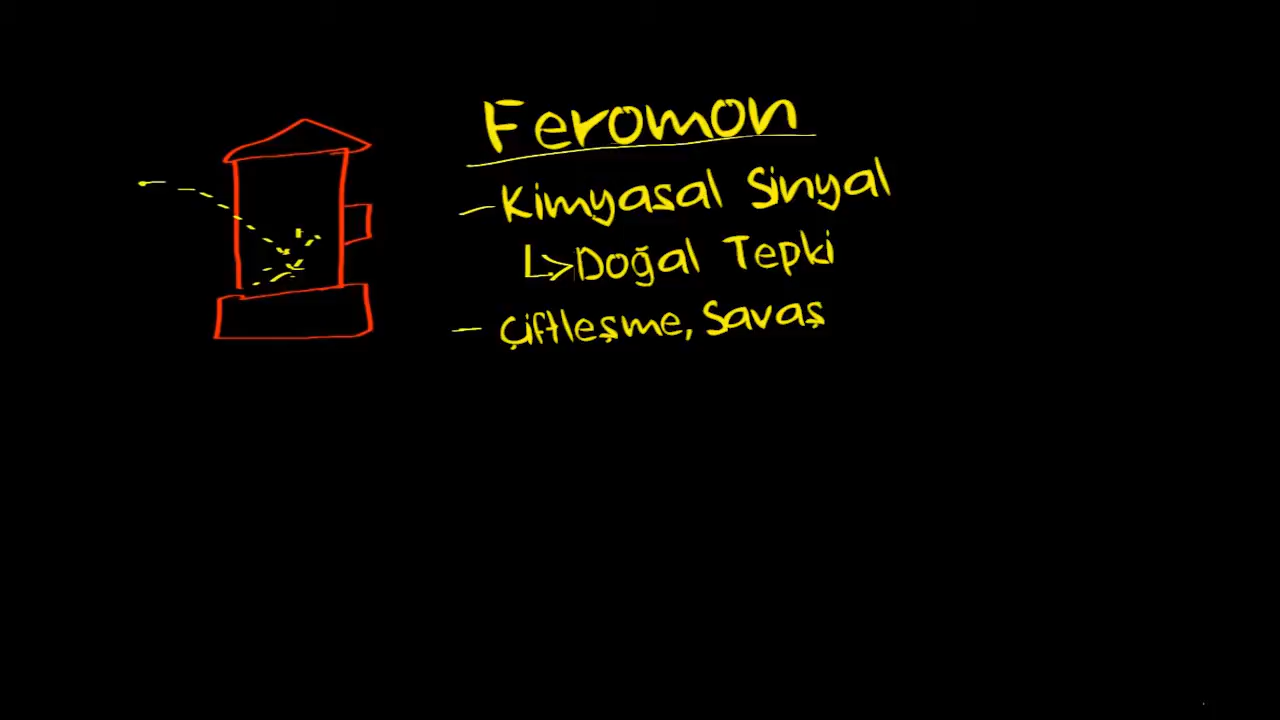 Feromon
- Kimyasal Sinyal
↳> Doğal Tepki
- Çiftleşme, Savaş